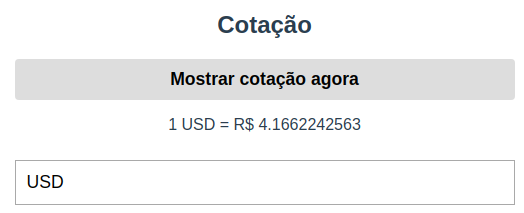 Cotação
Mostrar cotação agora
1 USD = R$ 4.1662242563
USD